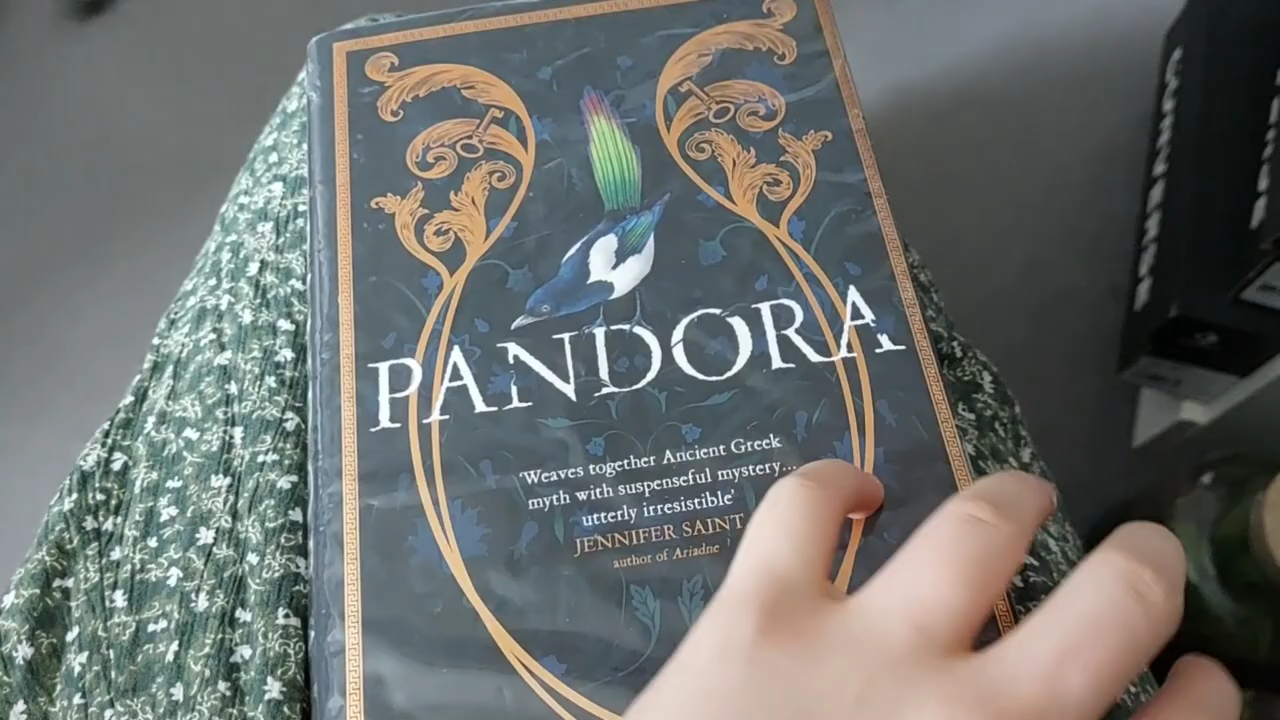 PANDORA
'Weaves together Ancient Greek
myth with suspenseful mystery...
utterly irresistible'
JENNIFER SAINT
author of Ariadne